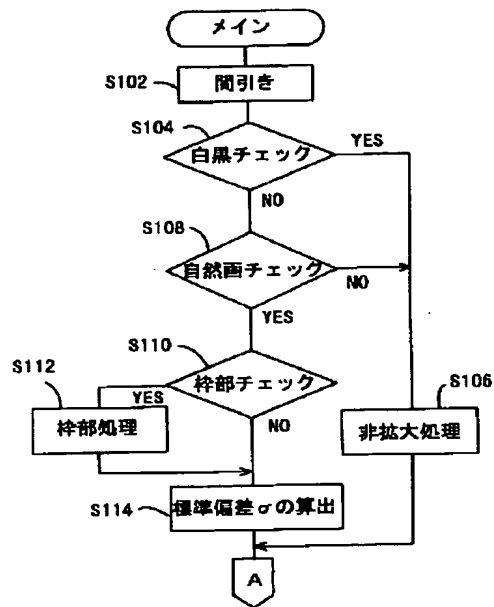 メイン
S102
間引き
S104
白黒チェック
YES
NO
S108
自然画チェック
NO
YES
S110
枠部チェック
S112
YES
NO
S106
枠部処理
非拡大処理
S114
標準偏差σの算出
A